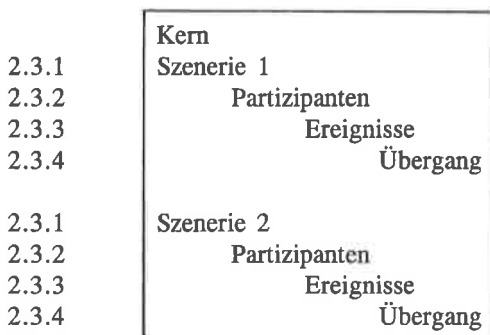 Kern
2.3.1 Szenerie 1
2.3.2 Partizipanten
2.3.3 Ereignisse
2.3.4 Übergang
2.3.1 Szenerie 2
2.3.2 Partizipanten
2.3.3 Ereignisse
2.3.4 Übergang